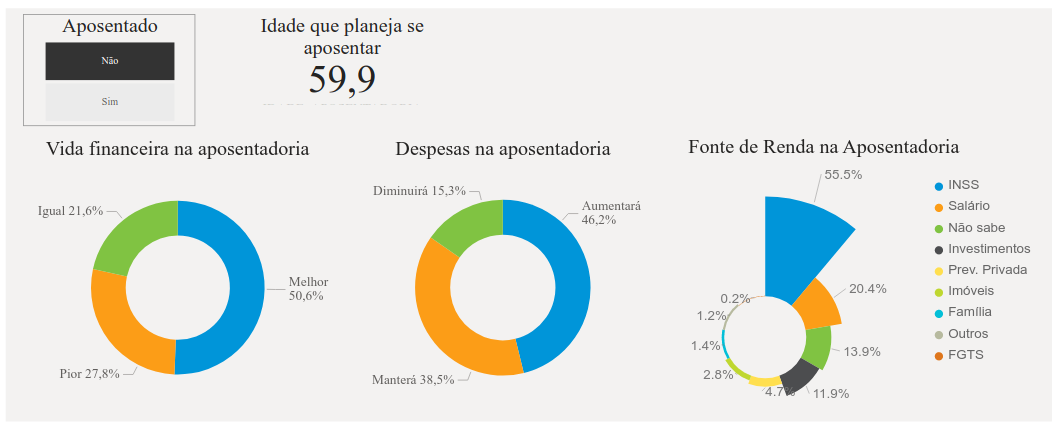 Aposentado
Não
Sim
Idade que planeja se
aposentar
59,9
Vida financeira na aposentadoria
Igual 21,6%
Melhor
50,6%
Pior 27,8%
Despesas na aposentadoria
Diminuirá 15,3%
Aumentará
46,2%
Manterá 38,5%
Fonte de Renda na Aposentadoria
55.5%
20.4%
13.9%
11.9%
4.7%
2.8%
1.4%
1.2%
0.2%
INSS
Salário
Não sabe
Investimentos
Prev. Privada
Imóveis
Família
Outros
FGTS